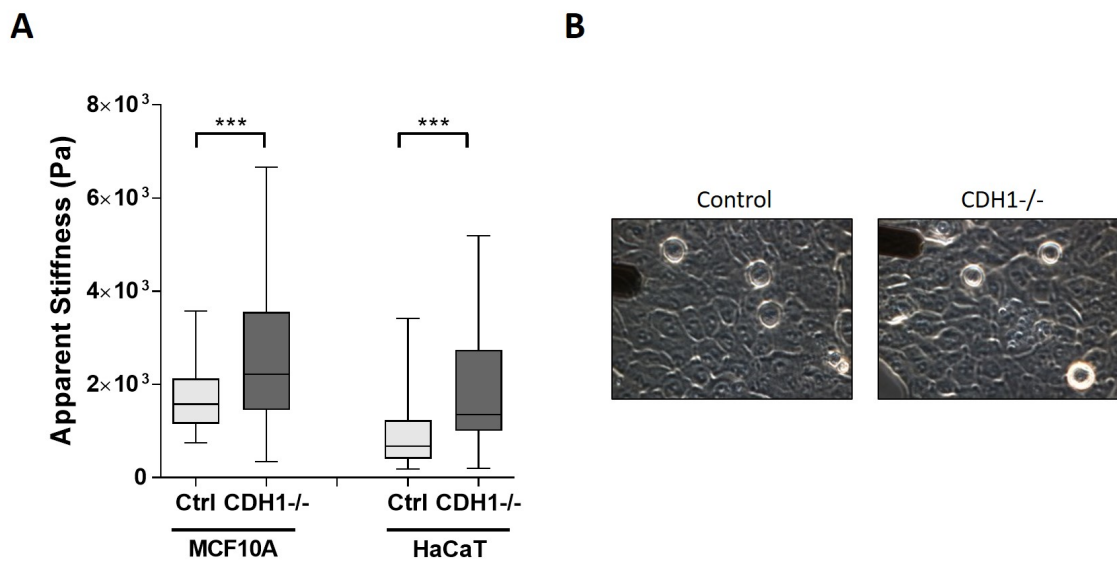 A
B
8×10³
6×10³
4×10³
2×10³
0
Apparent Stiffness (Pa)
***
***
Ctrl CDH1-/-
Ctrl CDH1-/-
MCF10A
HaCaT
Control
CDH1-/-